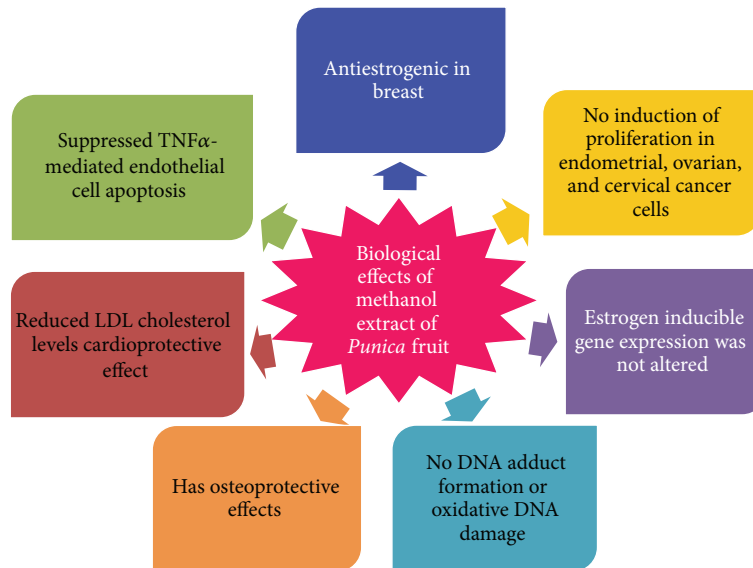 Antiestrogenic in
breast
Suppressed TNFα-
mediated endothelial
cell apoptosis
No induction of
proliferation in
endometrial, ovarian,
and cervical cancer
cells
Biological
effects of
methanol
extract of
Punica fruit
Reduced LDL cholesterol
levels cardioprotective
effect
Estrogen inducible
gene expression was
not altered
Has osteoprotective
effects
No DNA adduct
formation or
oxidative DNA
damage